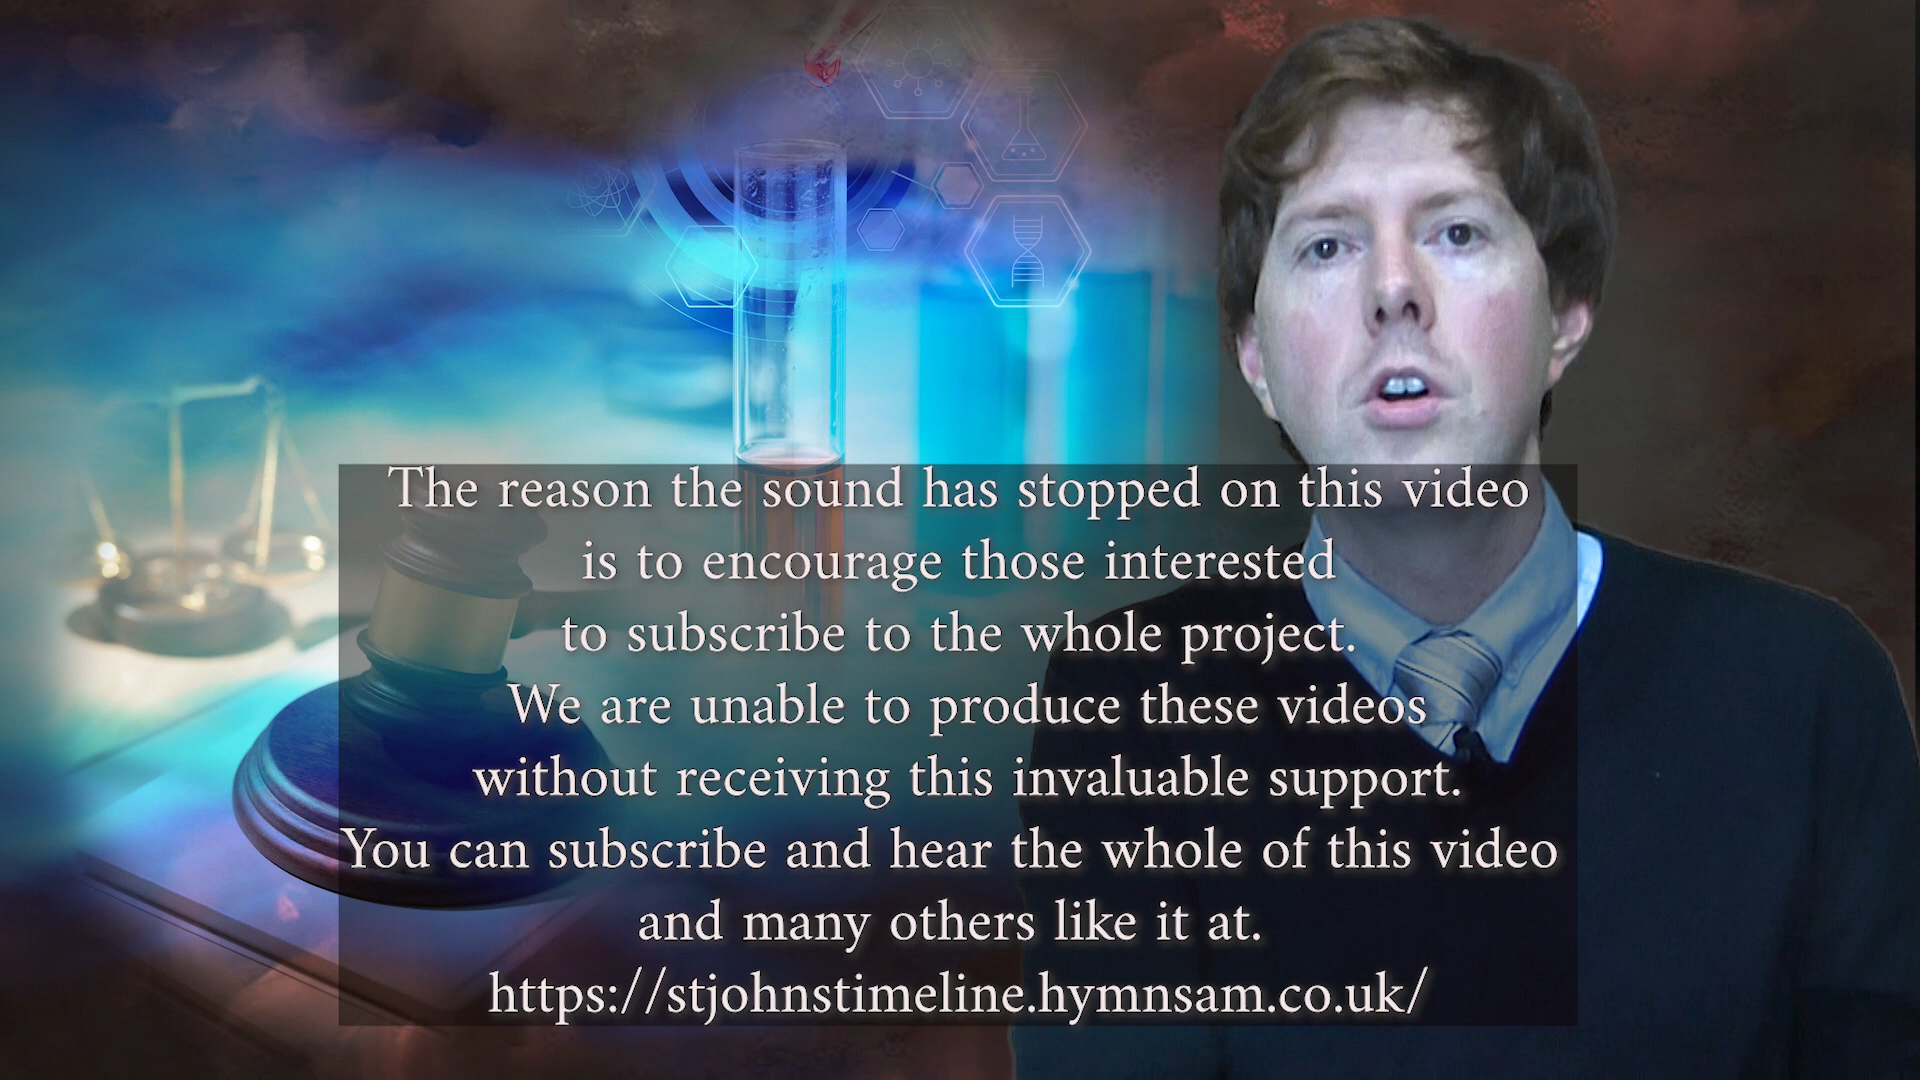 The reason the sound has stopped on this video
is to encourage those interested
to subscribe to the whole project.
We are unable to produce these videos
without receiving this invaluable support.
You can subscribe and hear the whole of this video
and many others like it at.
https://stjohnstimeline.hymnsam.co.uk/